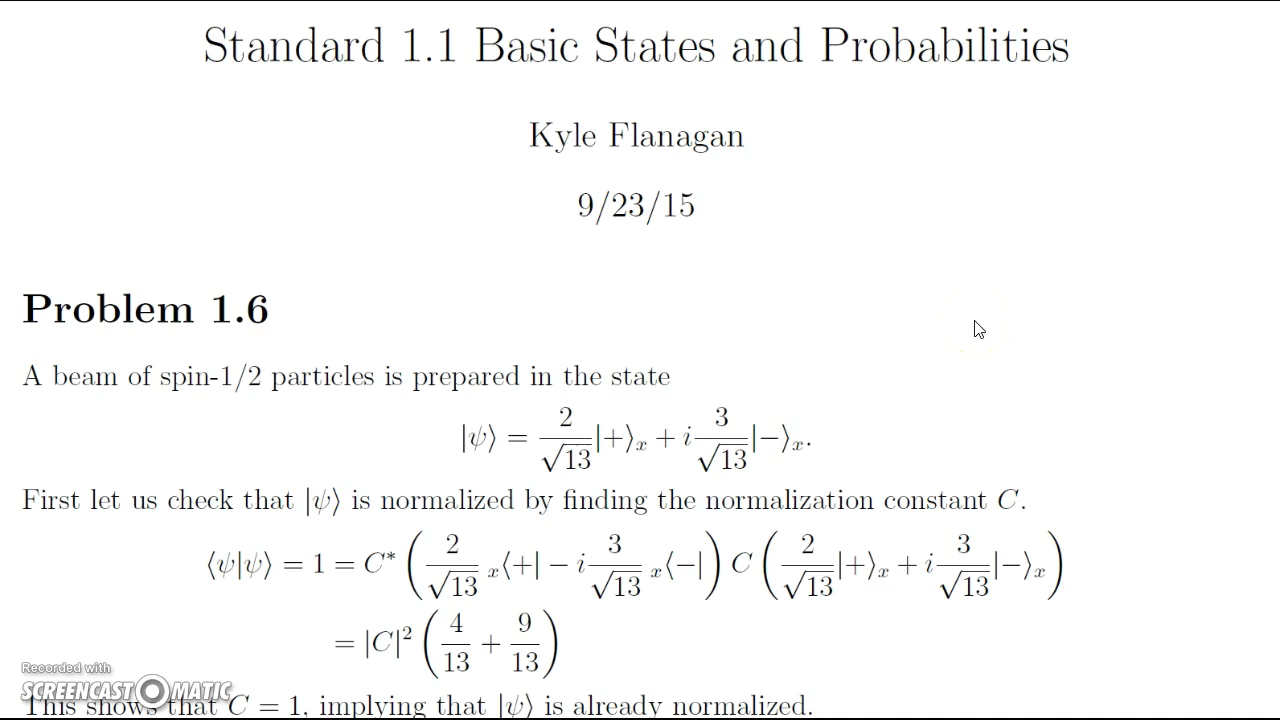 Standard 1.1 Basic States and Probabilities
Kyle Flanagan
9/23/15
Problem 1.6
A beam of spin-1/2 particles is prepared in the state
|ψ⟩ = 2/√13 |+⟩ₓ + i 3/√13 |−⟩ₓ.
First let us check that |ψ⟩ is normalized by finding the normalization constant C.
⟨ψ|ψ⟩ = 1 = C* ( 2/√13 ₓ⟨+| − i 3/√13 ₓ⟨−| ) C ( 2/√13 |+⟩ₓ + i 3/√13 |−⟩ₓ )
= |C|² ( 4/13 + 9/13 )
Recorded with
SCREENCAST-O-MATIC
This shows that C = 1, implying that |ψ⟩ is already normalized.